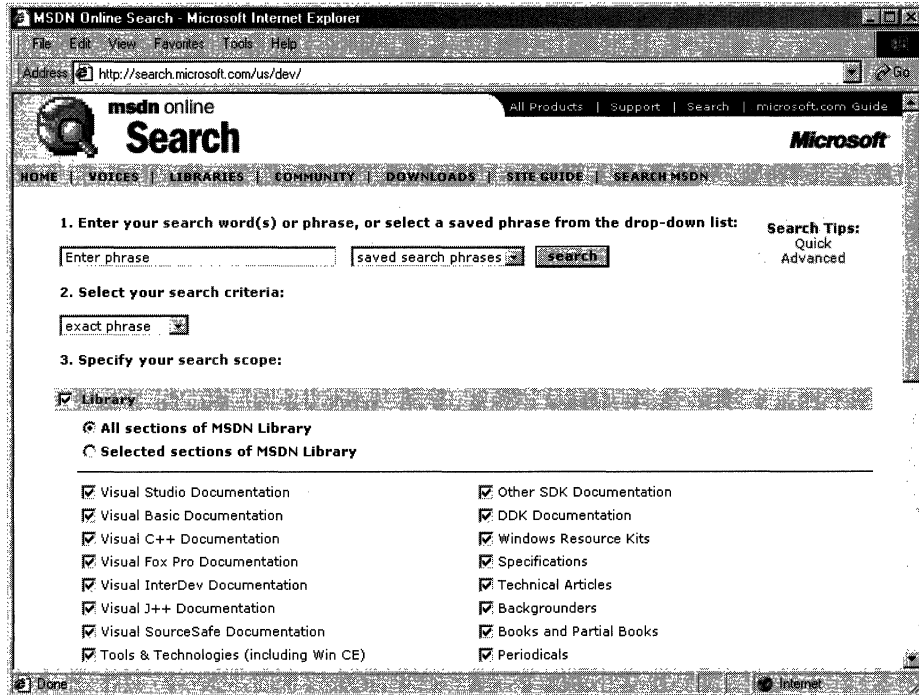 MSDN Online Search - Microsoft Internet Explorer
File Edit View Favorites Tools Help
Address http://search.microsoft.com/us/dev/ Go
msdn online
Search
All Products | Support | Search | microsoft.com Guide
Microsoft
HOME | VOICES | LIBRARIES | COMMUNITY | DOWNLOADS | SITE GUIDE | SEARCH MSDN
1. Enter your search word(s) or phrase, or select a saved phrase from the drop-down list:
Search Tips:
Quick
Advanced
Enter phrase saved search phrases search
2. Select your search criteria:
exact phrase
3. Specify your search scope:
Library
All sections of MSDN Library
Selected sections of MSDN Library
Visual Studio Documentation
Visual Basic Documentation
Visual C++ Documentation
Visual Fox Pro Documentation
Visual InterDev Documentation
Visual J++ Documentation
Visual SourceSafe Documentation
Tools & Technologies (including Win CE)
Other SDK Documentation
DDK Documentation
Windows Resource Kits
Specifications
Technical Articles
Backgrounders
Books and Partial Books
Periodicals
Done Internet